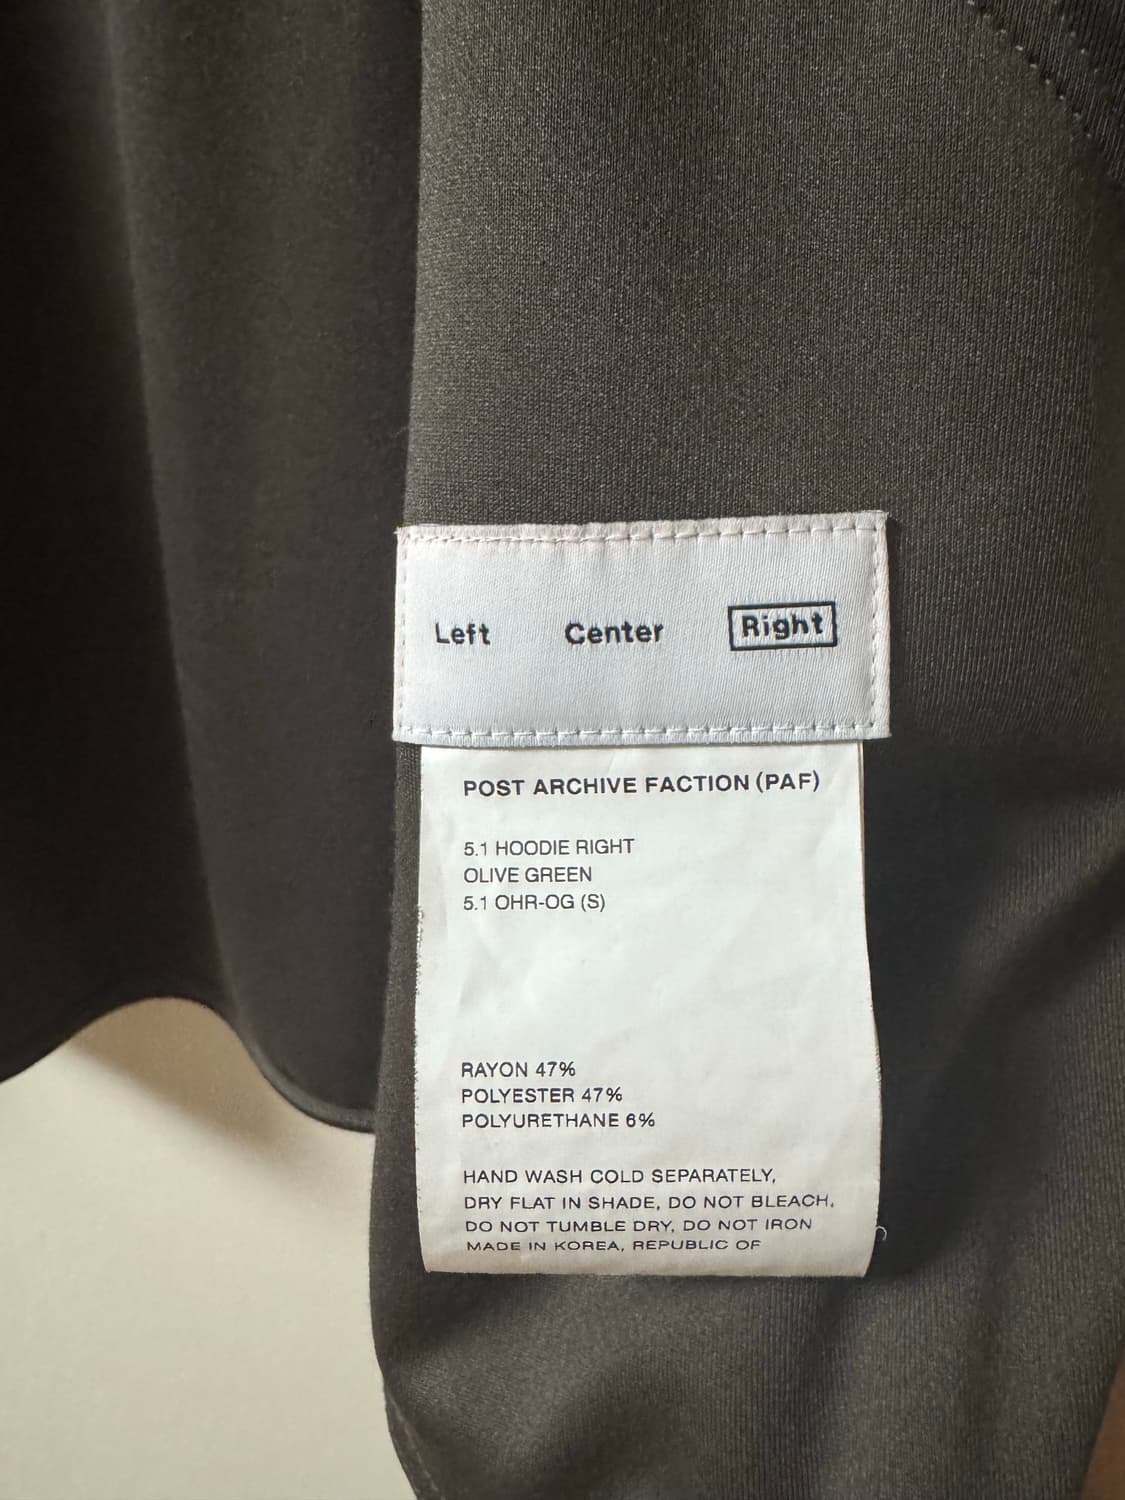 Left Center Right
POST ARCHIVE FACTION (PAF)
5.1 HOODIE RIGHT
OLIVE GREEN
5.1 OHR-OG (S)
RAYON 47%
POLYESTER 47%
POLYURETHANE 6%
HAND WASH COLD SEPARATELY,
DRY FLAT IN SHADE, DO NOT BLEACH,
DO NOT TUMBLE DRY, DO NOT IRON
MADE IN KOREA, REPUBLIC OF